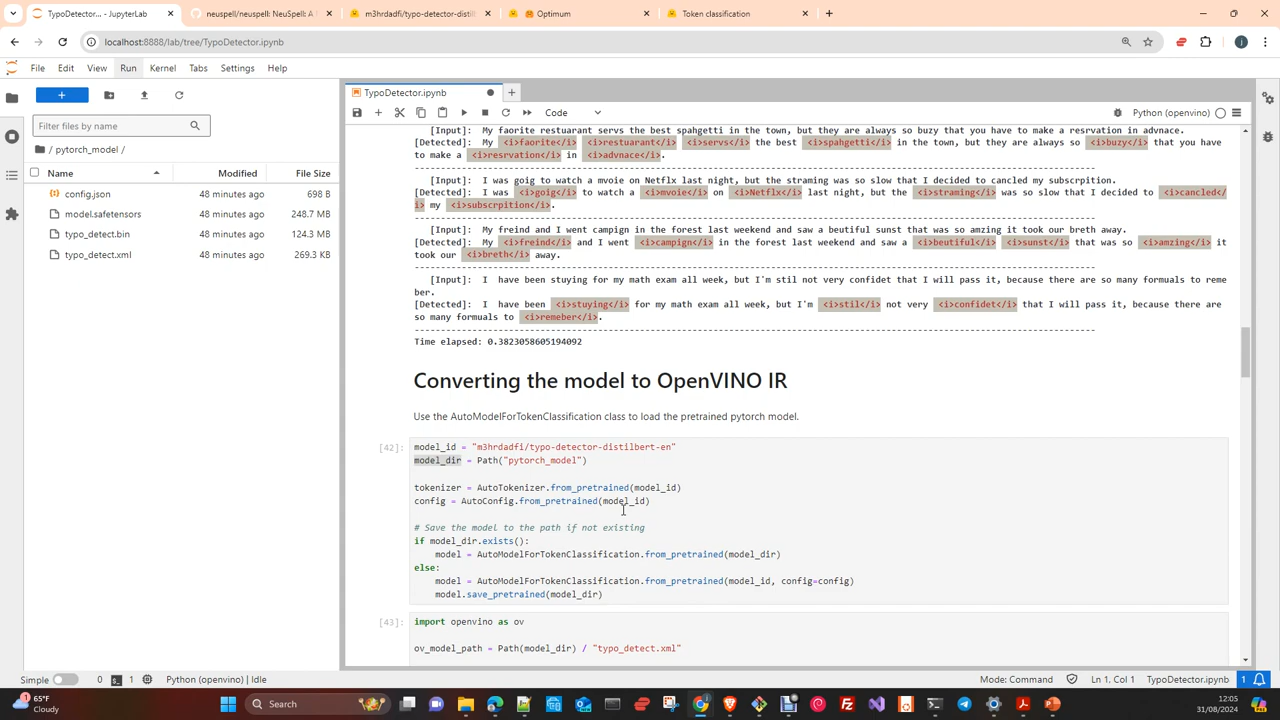 TypoDetector... - JupyterLab
neuspell/neuspell: NeuSpell: A
m3hrdadfi/typo-detector-distil
Optimum
Token classification
localhost:8888/lab/tree/TypoDetector.ipynb
File Edit View Run Kernel Tabs Settings Help
Filter files by name
/ pytorch_model /
Name Modified File Size
config.json 48 minutes ago 698 B
model.safetensors 48 minutes ago 248.7 MB
typo_detect.bin 48 minutes ago 124.3 MB
typo_detect.xml 48 minutes ago 269.3 KB
TypoDetector.ipynb
Code
Python (openvino)
[Input]: My faorite restuarant servs the best spahgetti in the town, but they are always so buzy that you have to make a resrvation in advnace.
[Detected]: My <i>faorite</i> <i>restuarant</i> <i>servs</i> the best <i>spahgetti</i> in the town, but they are always so <i>buzy</i> that you have
to make a <i>resrvation</i> in <i>advnace</i>.
[Input]: I was goig to watch a mvoie on Netflx last night, but the straming was so slow that I decided to cancled my subscrpition.
[Detected]: I was <i>goig</i> to watch a <i>mvoie</i> on <i>Netflx</i> last night, but the <i>straming</i> was so slow that I decided to <i>cancled</
i> my <i>subscrpition</i>.
[Input]: My freind and I went campign in the forest last weekend and saw a beutiful sunst that was so amzing it took our breth away.
[Detected]: My <i>freind</i> and I went <i>campign</i> in the forest last weekend and saw a <i>beutiful</i> <i>sunst</i> that was so <i>amzing</i> it
took our <i>breth</i> away.
[Input]: I have been stuying for my math exam all week, but I'm stil not very confidet that I will pass it, because there are so many formuals to reme
ber.
[Detected]: I have been <i>stuying</i> for my math exam all week, but I'm <i>stil</i> not very <i>confidet</i> that I will pass it, because there are
so many formuals to <i>remeber</i>.
Time elapsed: 0.3823058605194092
Converting the model to OpenVINO IR
Use the AutoModelForTokenClassification class to load the pretrained pytorch model.
[42]: model_id = "m3hrdadfi/typo-detector-distilbert-en"
model_dir = Path("pytorch_model")
tokenizer = AutoTokenizer.from_pretrained(model_id)
config = AutoConfig.from_pretrained(model_id)
# Save the model to the path if not existing
if model_dir.exists():
model = AutoModelForTokenClassification.from_pretrained(model_dir)
else:
model = AutoModelForTokenClassification.from_pretrained(model_id, config=config)
model.save_pretrained(model_dir)
[43]: import openvino as ov
ov_model_path = Path(model_dir) / "typo_detect.xml"
Simple 0 1 Python (openvino) | Idle Mode: Command Ln 1, Col 1 TypoDetector.ipynb 1
65°F
Cloudy
Search
12:05
31/08/2024